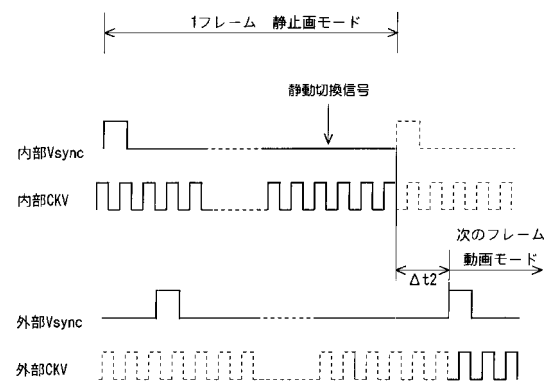 1フレーム 静止画モード
静動切換信号
内部Vsync
内部CKV
次のフレーム
動画モード
Δt2
外部Vsync
外部CKV